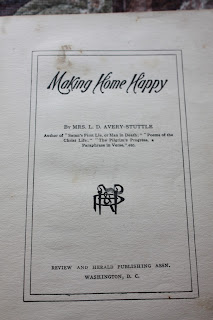 Making Home Happy
BY MRS. L. D. AVERY-STUTTLE
Author of "Satan's First Lie, or Man in Death," "Poems of the
Christ Life," "The Pilgrim's Progress, a
Paraphrase in Verse," etc.
REVIEW AND HERALD PUBLISHING ASSN.
WASHINGTON, D. C.